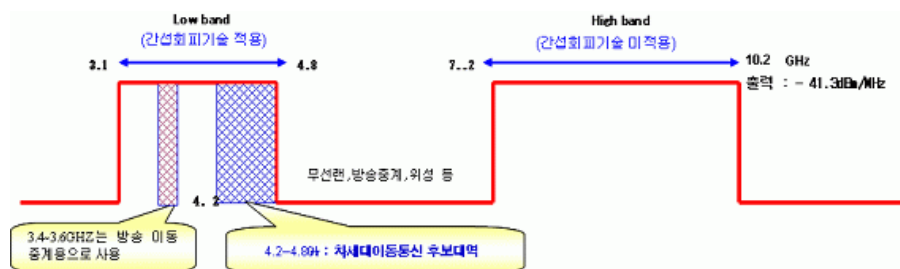 Low band
(간섭회피기술 적용)
High band
(간섭회피기술 미적용)
3.1
4.8
7..2
10.2 GHz
출력 : - 41.3dBm/MHz
무선랜,방송중계,위성 등
4. 2
3.4-3.6GHZ는 방송 이동
중계용으로 사용
4.2-4.8㎓ : 차세대이동통신 후보대역